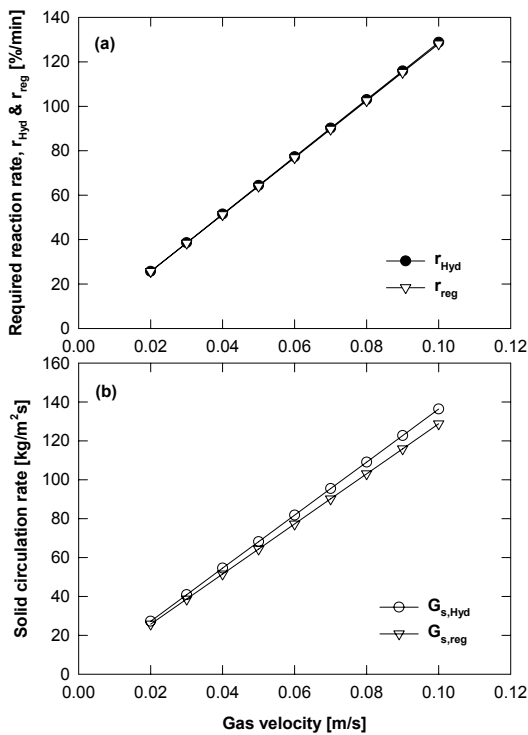 140
(a)
120
100
80
60
40
20
0
Required reaction rate, r_Hyd & r_reg [%/min]
r_Hyd
r_reg
0.00 0.02 0.04 0.06 0.08 0.10 0.12
160
(b)
140
120
100
80
60
40
20
0
Solid circulation rate [kg/m²s]
G_s,Hyd
G_s,reg
0.00 0.02 0.04 0.06 0.08 0.10 0.12
Gas velocity [m/s]